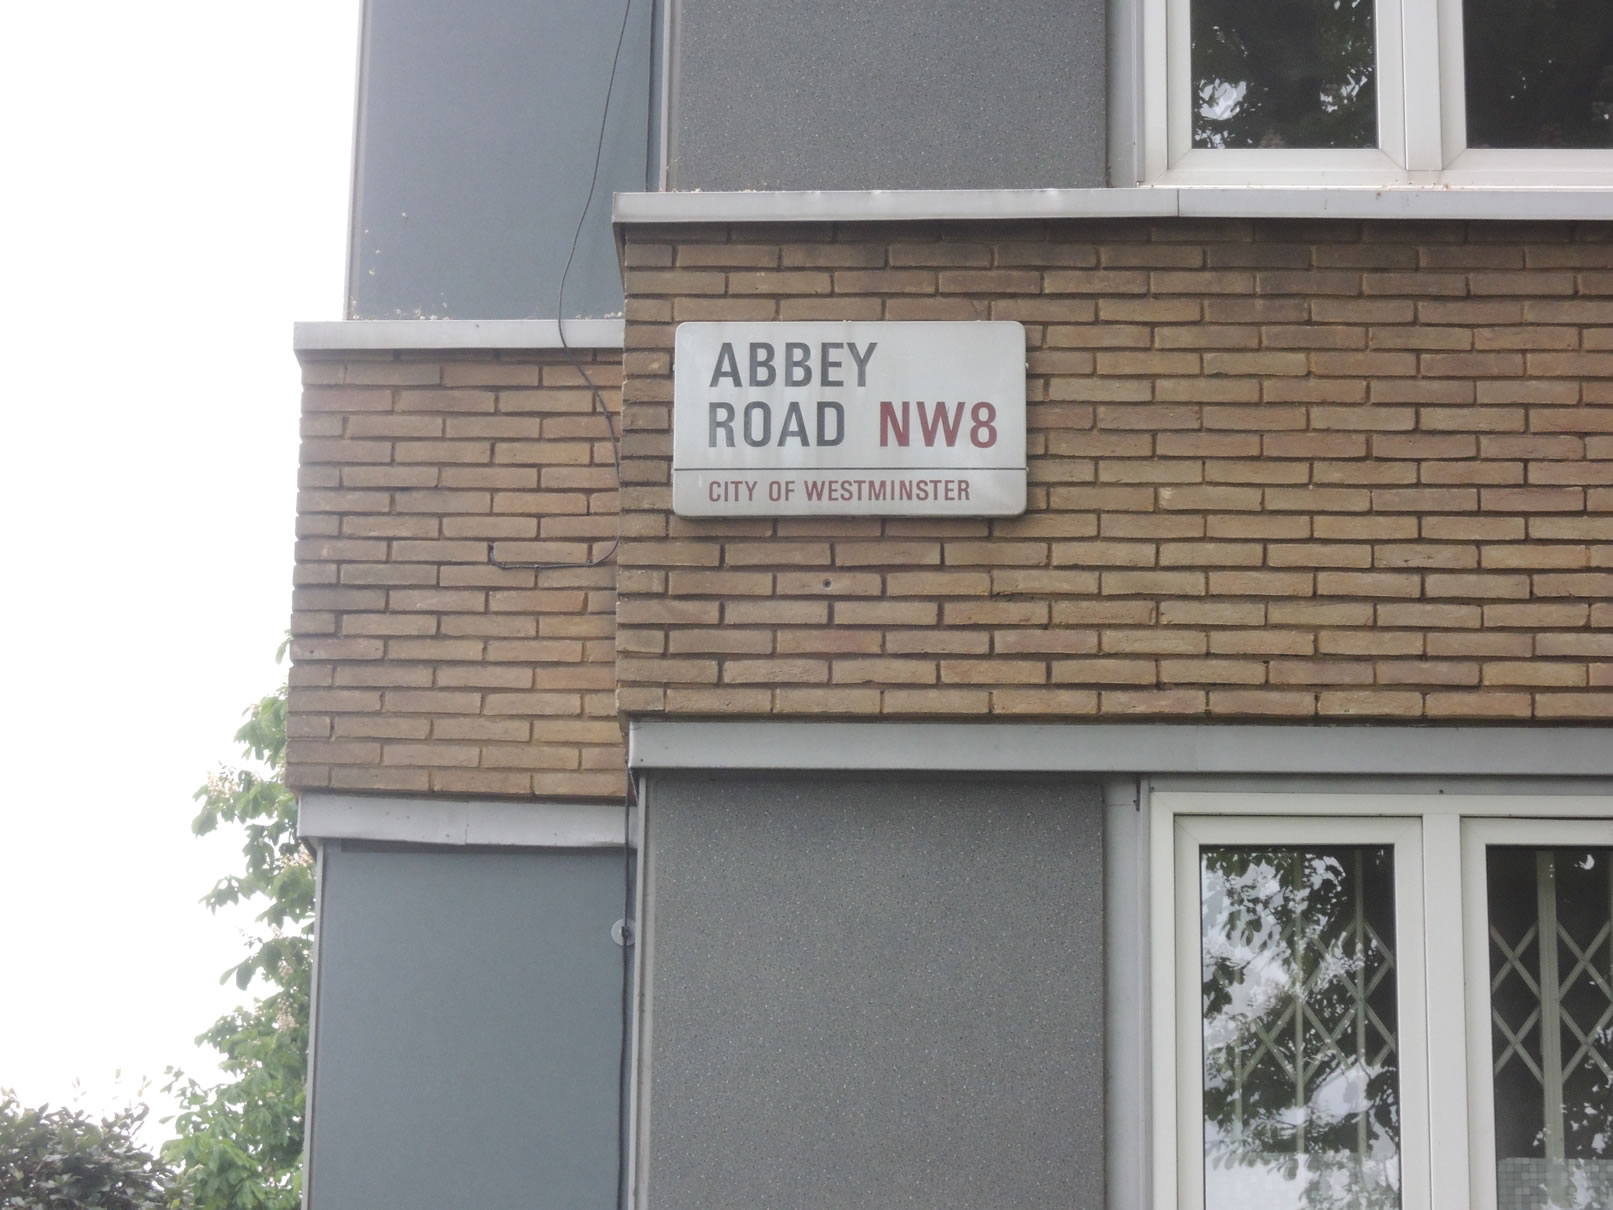 ABBEY
ROAD NW8
CITY OF WESTMINSTER